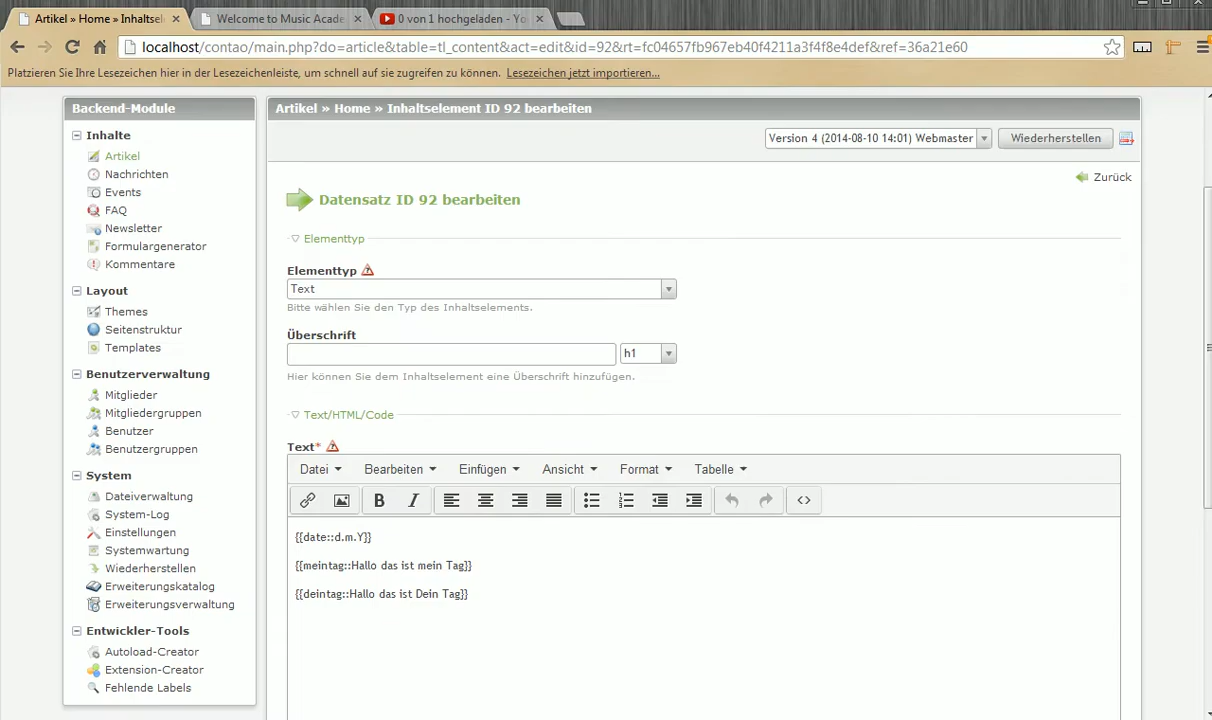 Artikel » Home » Inhaltsel
Welcome to Music Acade
0 von 1 hochgeladen - Yo
localhost/contao/main.php?do=article&table=tl_content&act=edit&id=92&rt=fc04657fb967eb40f4211a3f4f8e4def&ref=36a21e60
Platzieren Sie Ihre Lesezeichen hier in der Lesezeichenleiste, um schnell auf sie zugreifen zu können. Lesezeichen jetzt importieren...
Backend-Module
Inhalte
Artikel
Nachrichten
Events
FAQ
Newsletter
Formulargenerator
Kommentare
Layout
Themes
Seitenstruktur
Templates
Benutzerverwaltung
Mitglieder
Mitgliedergruppen
Benutzer
Benutzergruppen
System
Dateiverwaltung
System-Log
Einstellungen
Systemwartung
Wiederherstellen
Erweiterungskatalog
Erweiterungsverwaltung
Entwickler-Tools
Autoload-Creator
Extension-Creator
Fehlende Labels
Artikel » Home » Inhaltselement ID 92 bearbeiten
Version 4 (2014-08-10 14:01) Webmaster
Wiederherstellen
Zurück
Datensatz ID 92 bearbeiten
Elementtyp
Elementtyp
Text
Bitte wählen Sie den Typ des Inhaltselements.
Überschrift
h1
Hier können Sie dem Inhaltselement eine Überschrift hinzufügen.
Text/HTML/Code
Text*
Datei Bearbeiten Einfügen Ansicht Format Tabelle
B I
{{date::d.m.Y}}
{{meintag::Hallo das ist mein Tag}}
{{deintag::Hallo das ist Dein Tag}}